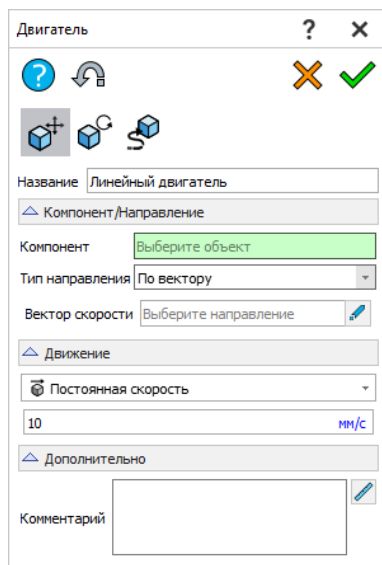 Двигатель ?
?
Название Линейный двигатель
Компонент/Направление
Компонент Выберите объект
Тип направления По вектору
Вектор скорости Выберите направление
Движение
Постоянная скорость
10 мм/с
Дополнительно
Комментарий